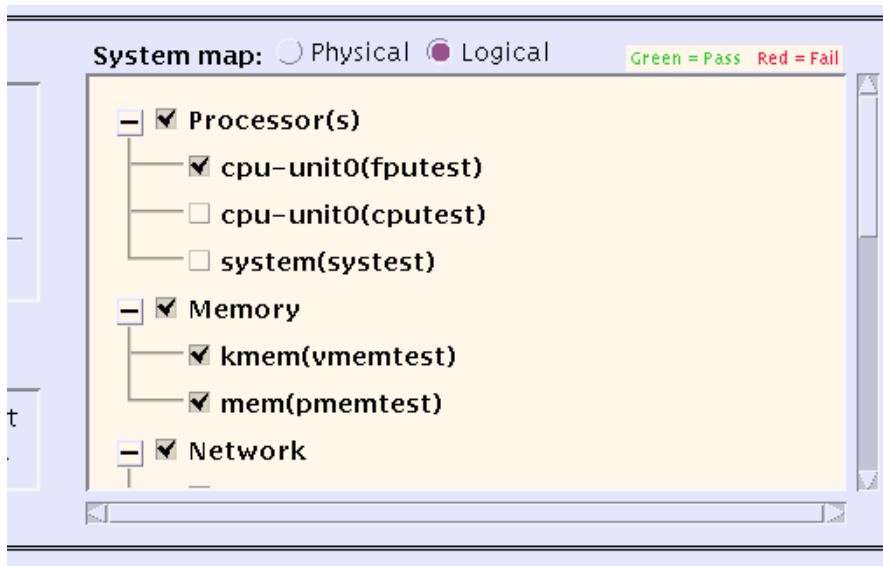 System map: Physical Logical Green = Pass Red = Fail
Processor(s)
cpu-unit0(fputest)
cpu-unit0(cputest)
system(systest)
Memory
kmem(vmemtest)
mem(pmemtest)
t
Network